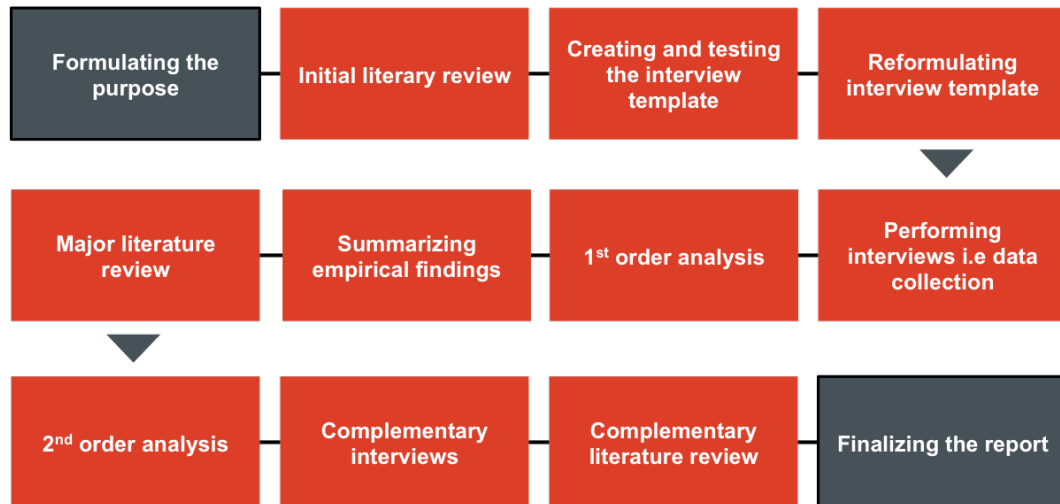 Formulating the
purpose
Initial literary review
Creating and testing
the interview
template
Reformulating
interview template
Major literature
review
Summarizing
empirical findings
1st order analysis
Performing
interviews i.e data
collection
2nd order analysis
Complementary
interviews
Complementary
literature review
Finalizing the report